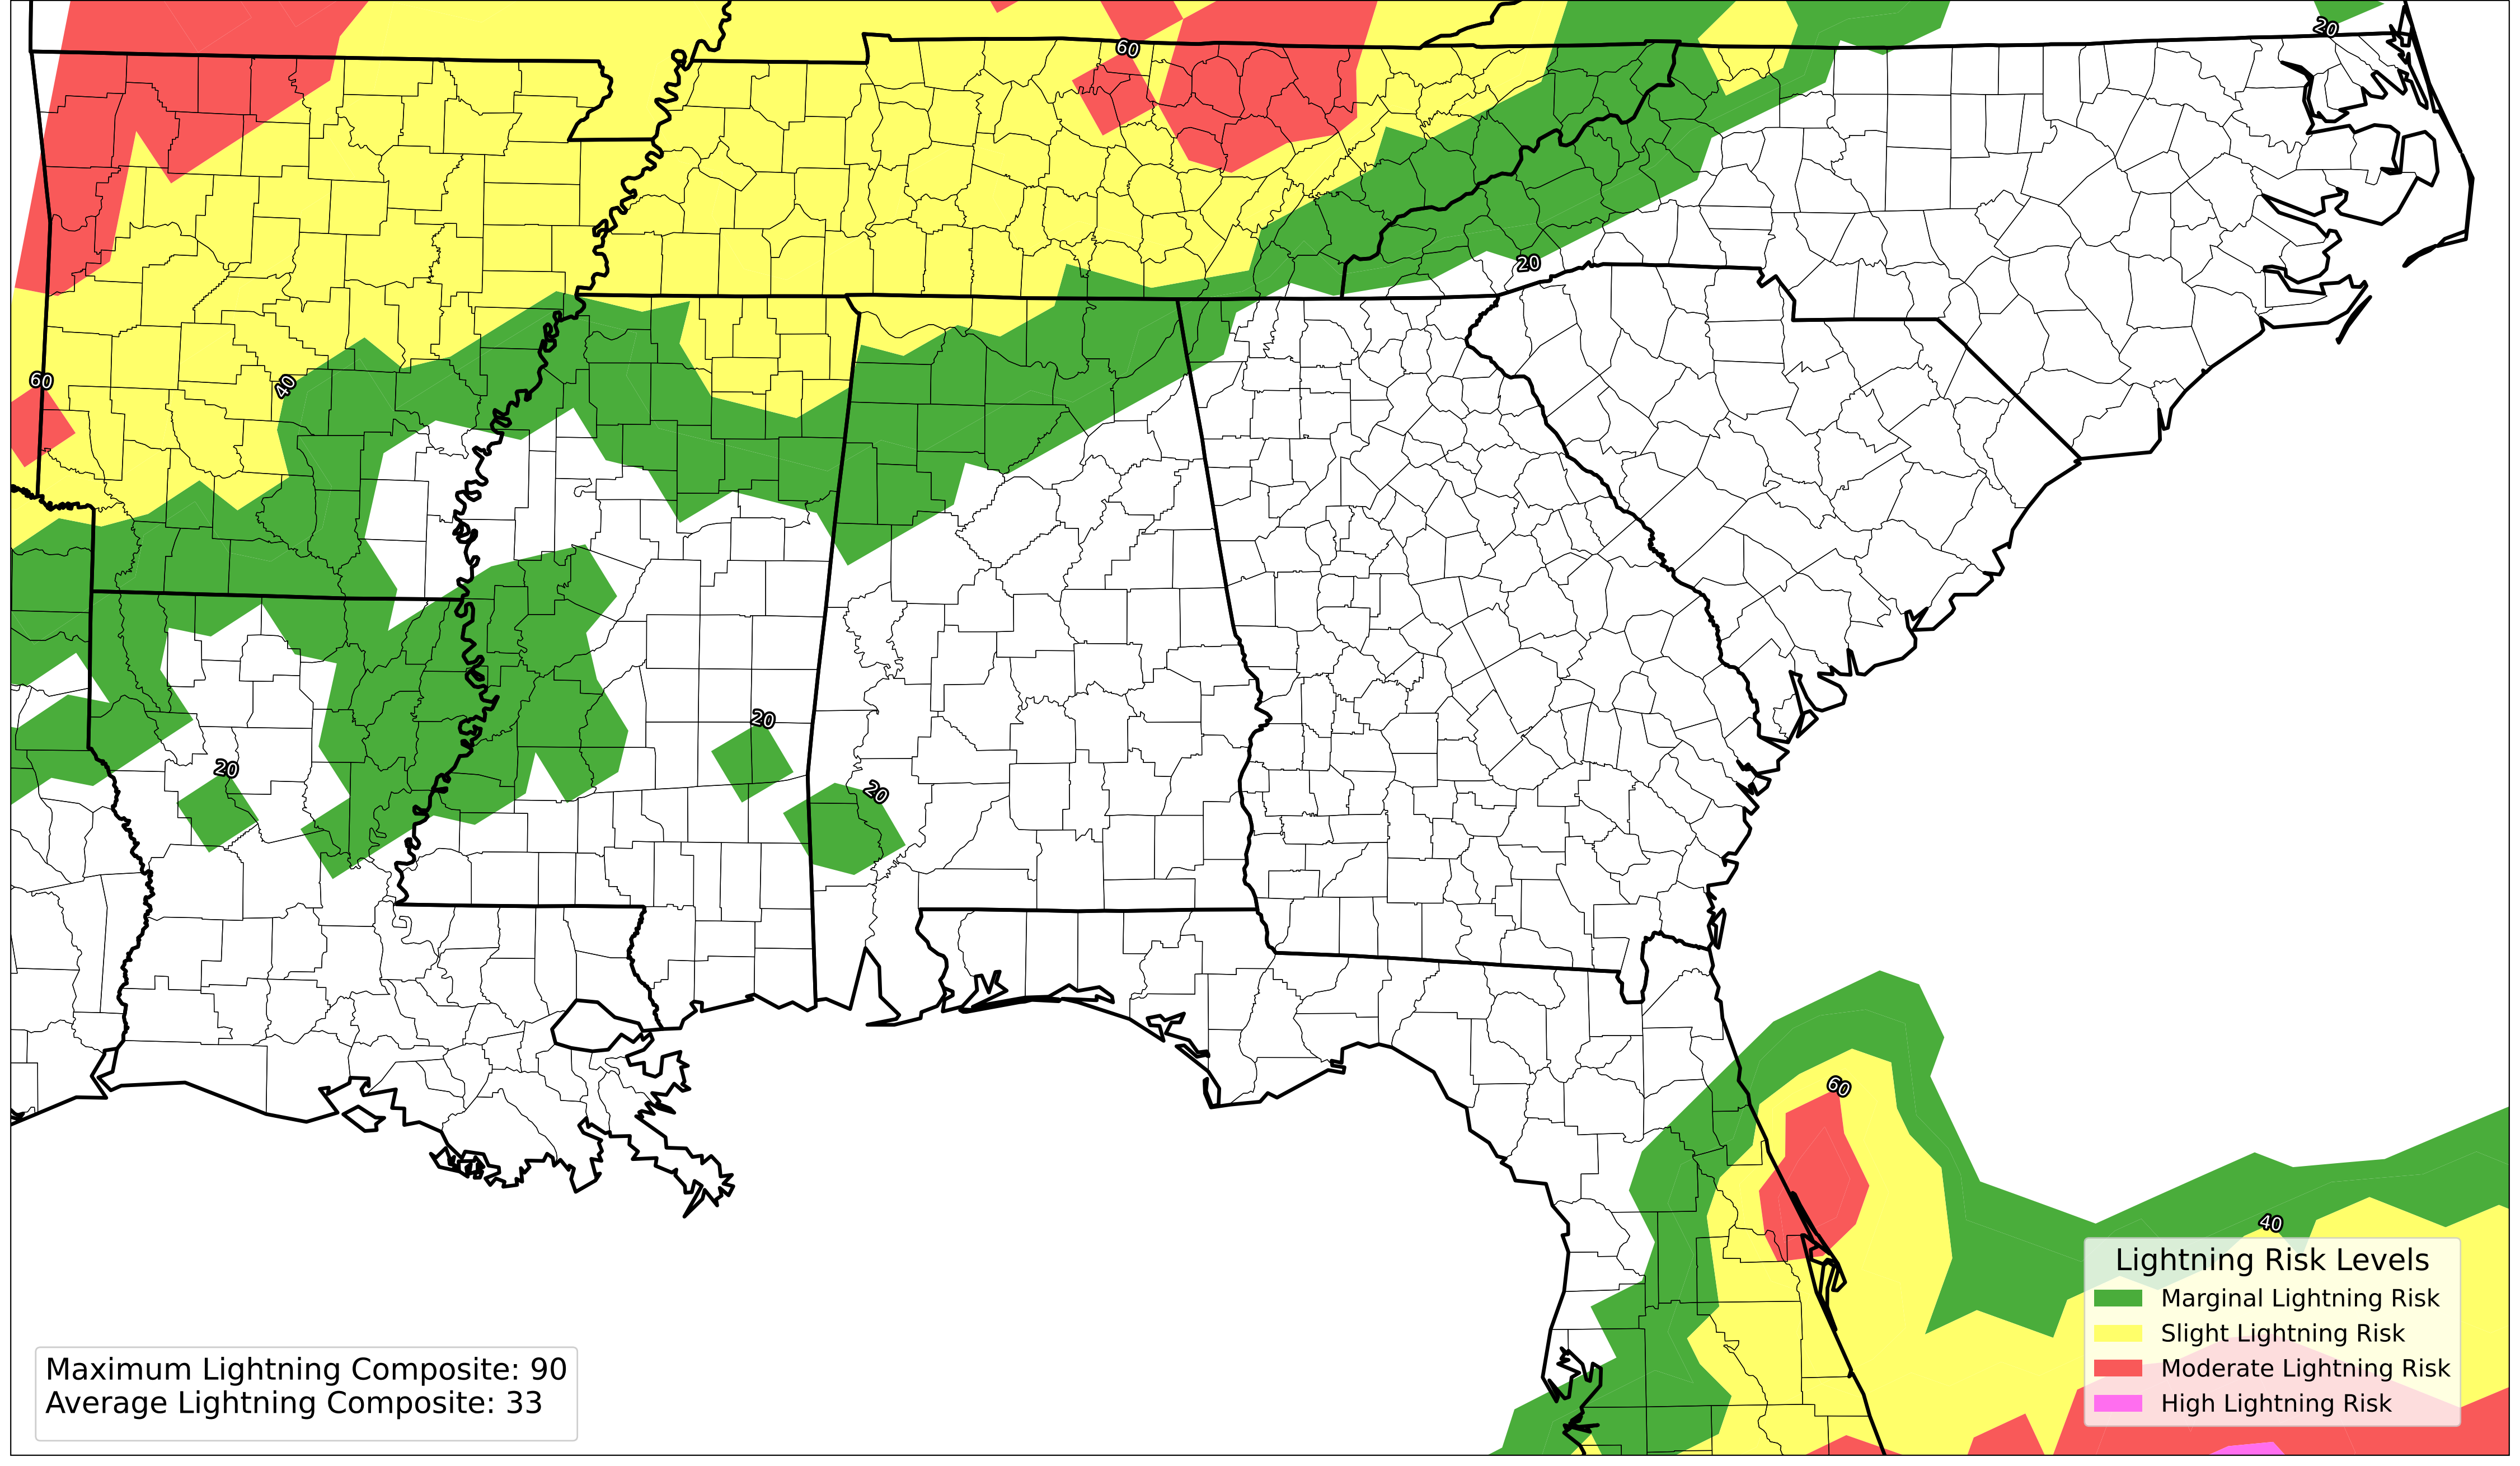 20
60
20
60
40
20
20
20
60
40
Lightning Risk Levels
Marginal Lightning Risk
Slight Lightning Risk
Moderate Lightning Risk
High Lightning Risk
Maximum Lightning Composite: 90
Average Lightning Composite: 33